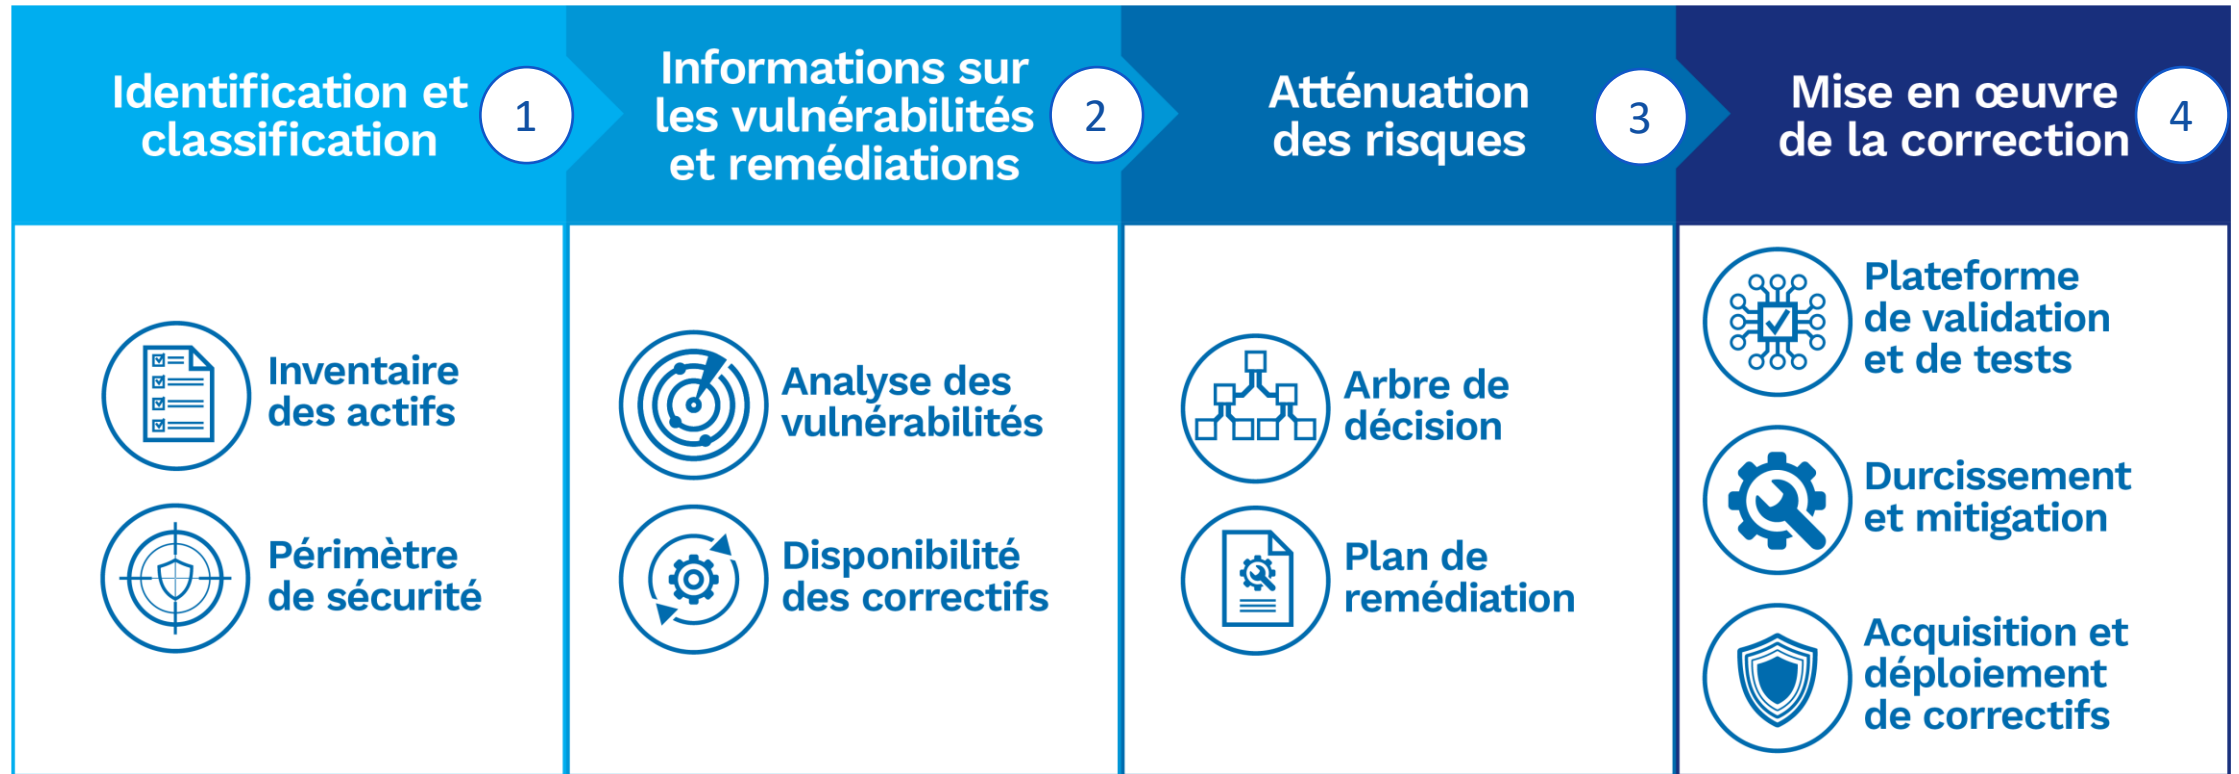 Identification et
classification
1
Informations sur
les vulnérabilités
et remédiations
2
Atténuation
des risques
3
Mise en œuvre
de la correction
4
Inventaire
des actifs
Périmètre
de sécurité
Analyse des
vulnérabilités
Disponibilité
des correctifs
Arbre de
décision
Plan de
remédiation
Plateforme
de validation
et de tests
Durcissement
et mitigation
Acquisition et
déploiement
de correctifs